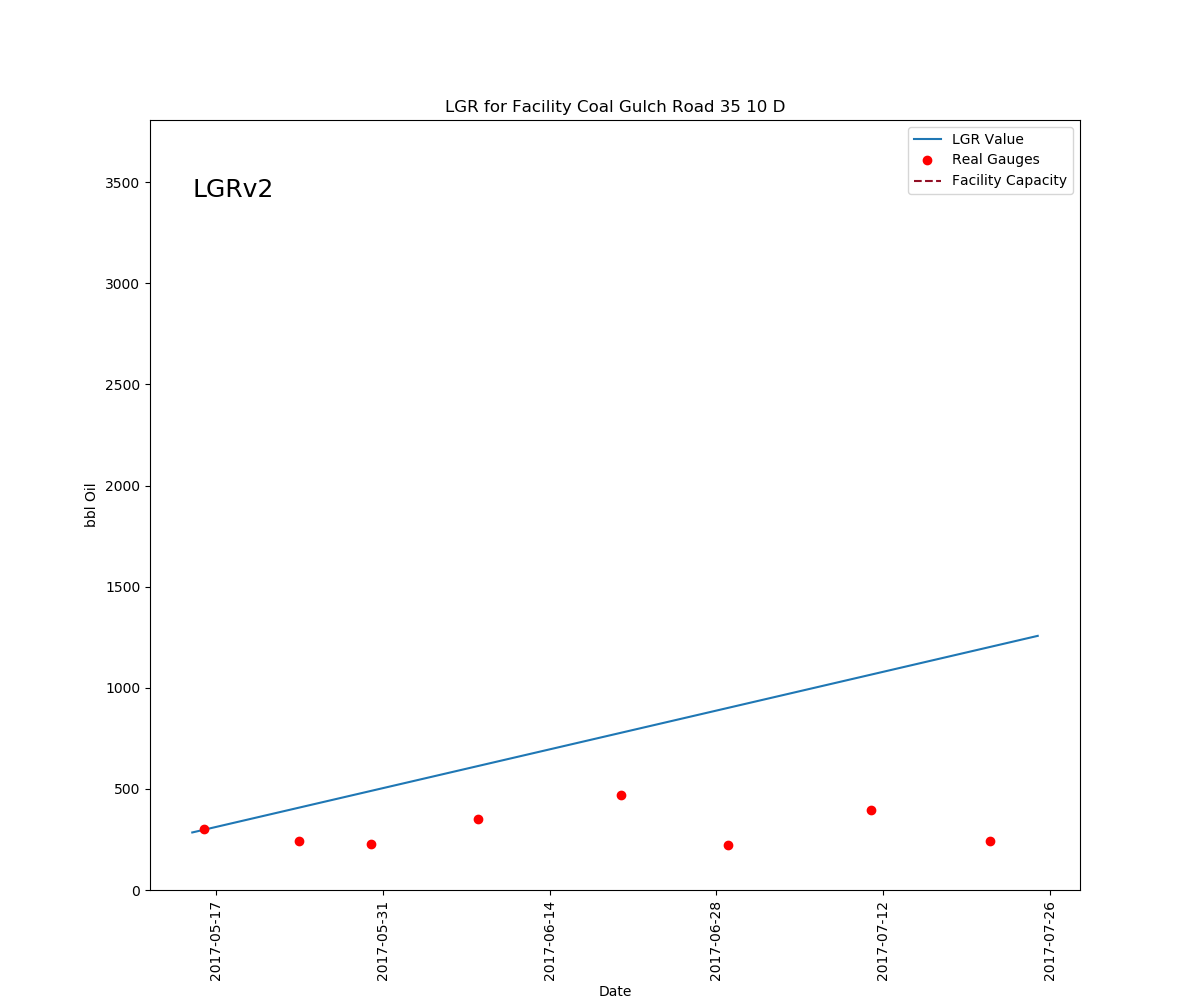 LGR for Facility Coal Gulch Road 35 10 D
LGR Value
Real Gauges
Facility Capacity
LGRv2
3500
3000
2500
2000
1500
1000
500
0
bbl Oil
2017-05-17
2017-05-31
2017-06-14
2017-06-28
2017-07-12
2017-07-26
Date